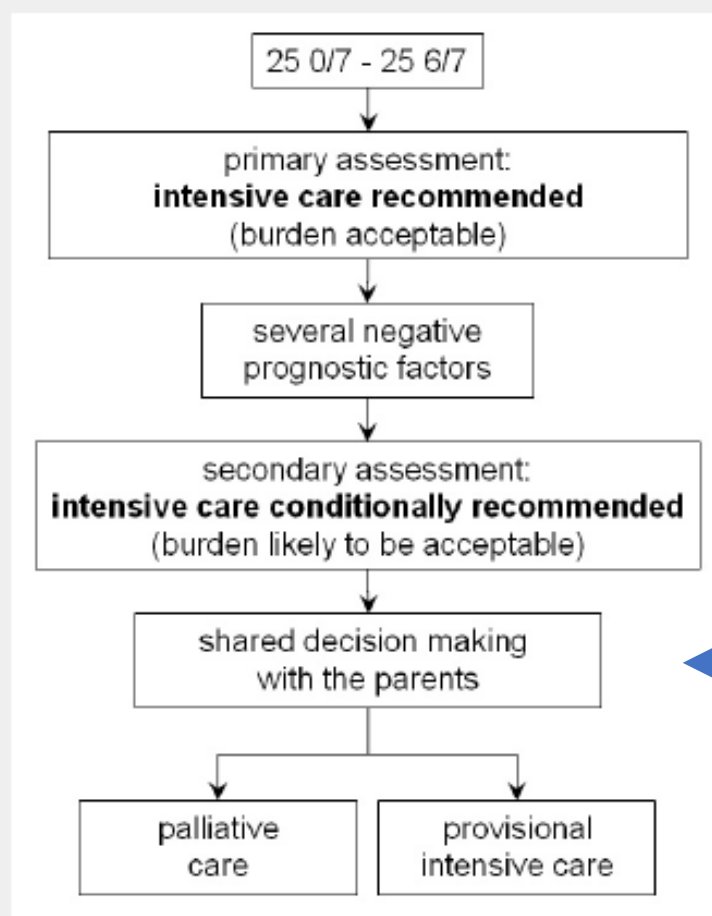 25 0/7 - 25 6/7
primary assessment:
intensive care recommended
(burden acceptable)
several negative
prognostic factors
secondary assessment:
intensive care conditionally recommended
(burden likely to be acceptable)
shared decision making
with the parents
palliative
care
provisional
intensive care